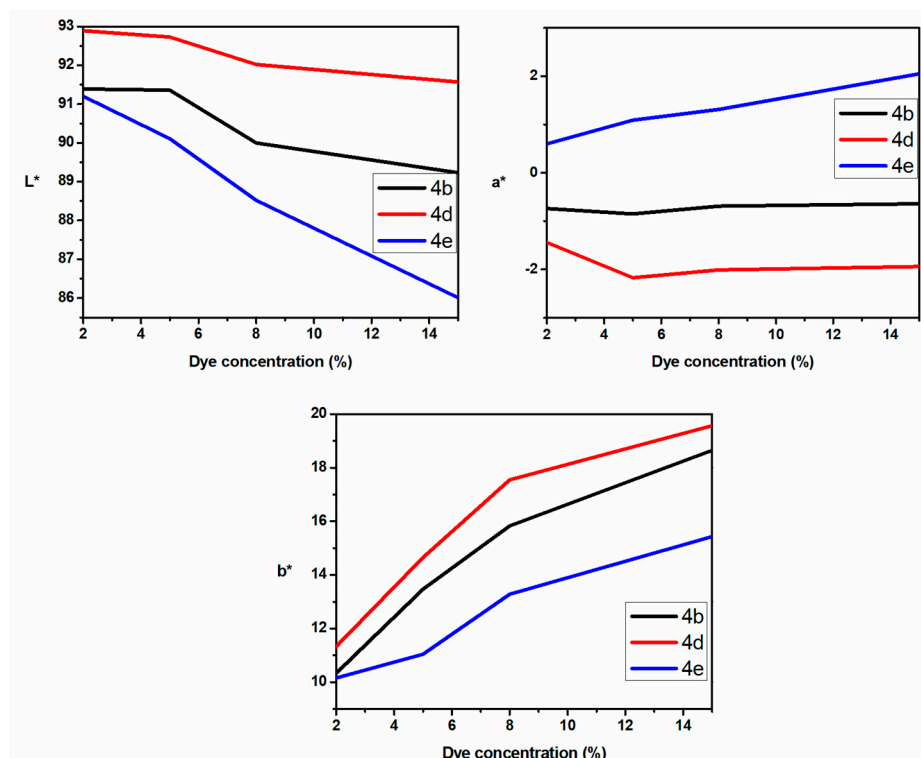 93
92
91
90
89
88
87
86
L*
4b
4d
4e
2 4 6 8 10 12 14
Dye concentration (%)
2
0
-2
a*
4b
4d
4e
2 4 6 8 10 12 14
Dye concentration (%)
20
18
16
14
12
10
b*
4b
4d
4e
2 4 6 8 10 12 14
Dye concentration (%)